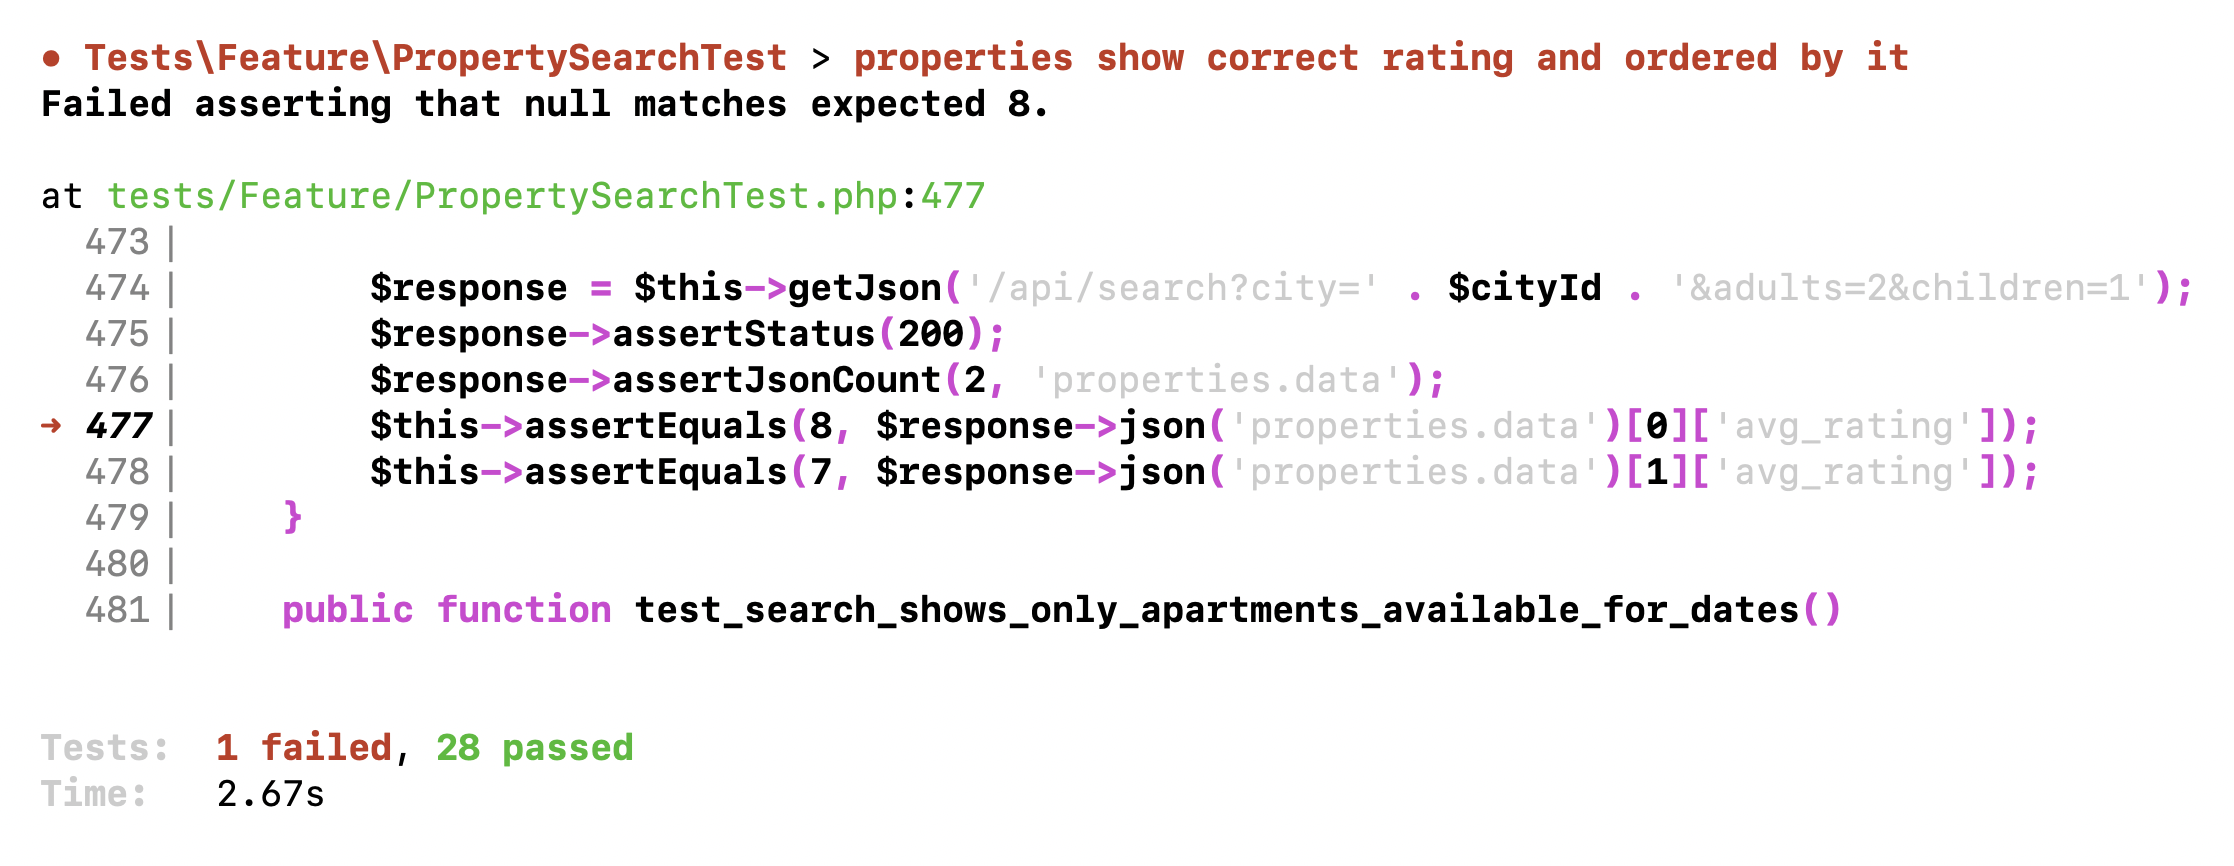 ● Tests\Feature\PropertySearchTest > properties show correct rating and ordered by it
Failed asserting that null matches expected 8.
at tests/Feature/PropertySearchTest.php:477
473|
474|         $response = $this->getJson('/api/search?city=' . $cityId . '&adults=2&children=1');
475|         $response->assertStatus(200);
476|         $response->assertJsonCount(2, 'properties.data');
➜ 477|         $this->assertEquals(8, $response->json('properties.data')[0]['avg_rating']);
478|         $this->assertEquals(7, $response->json('properties.data')[1]['avg_rating']);
479|     }
480|
481|     public function test_search_shows_only_apartments_available_for_dates()
Tests:  1 failed, 28 passed
Time:   2.67s